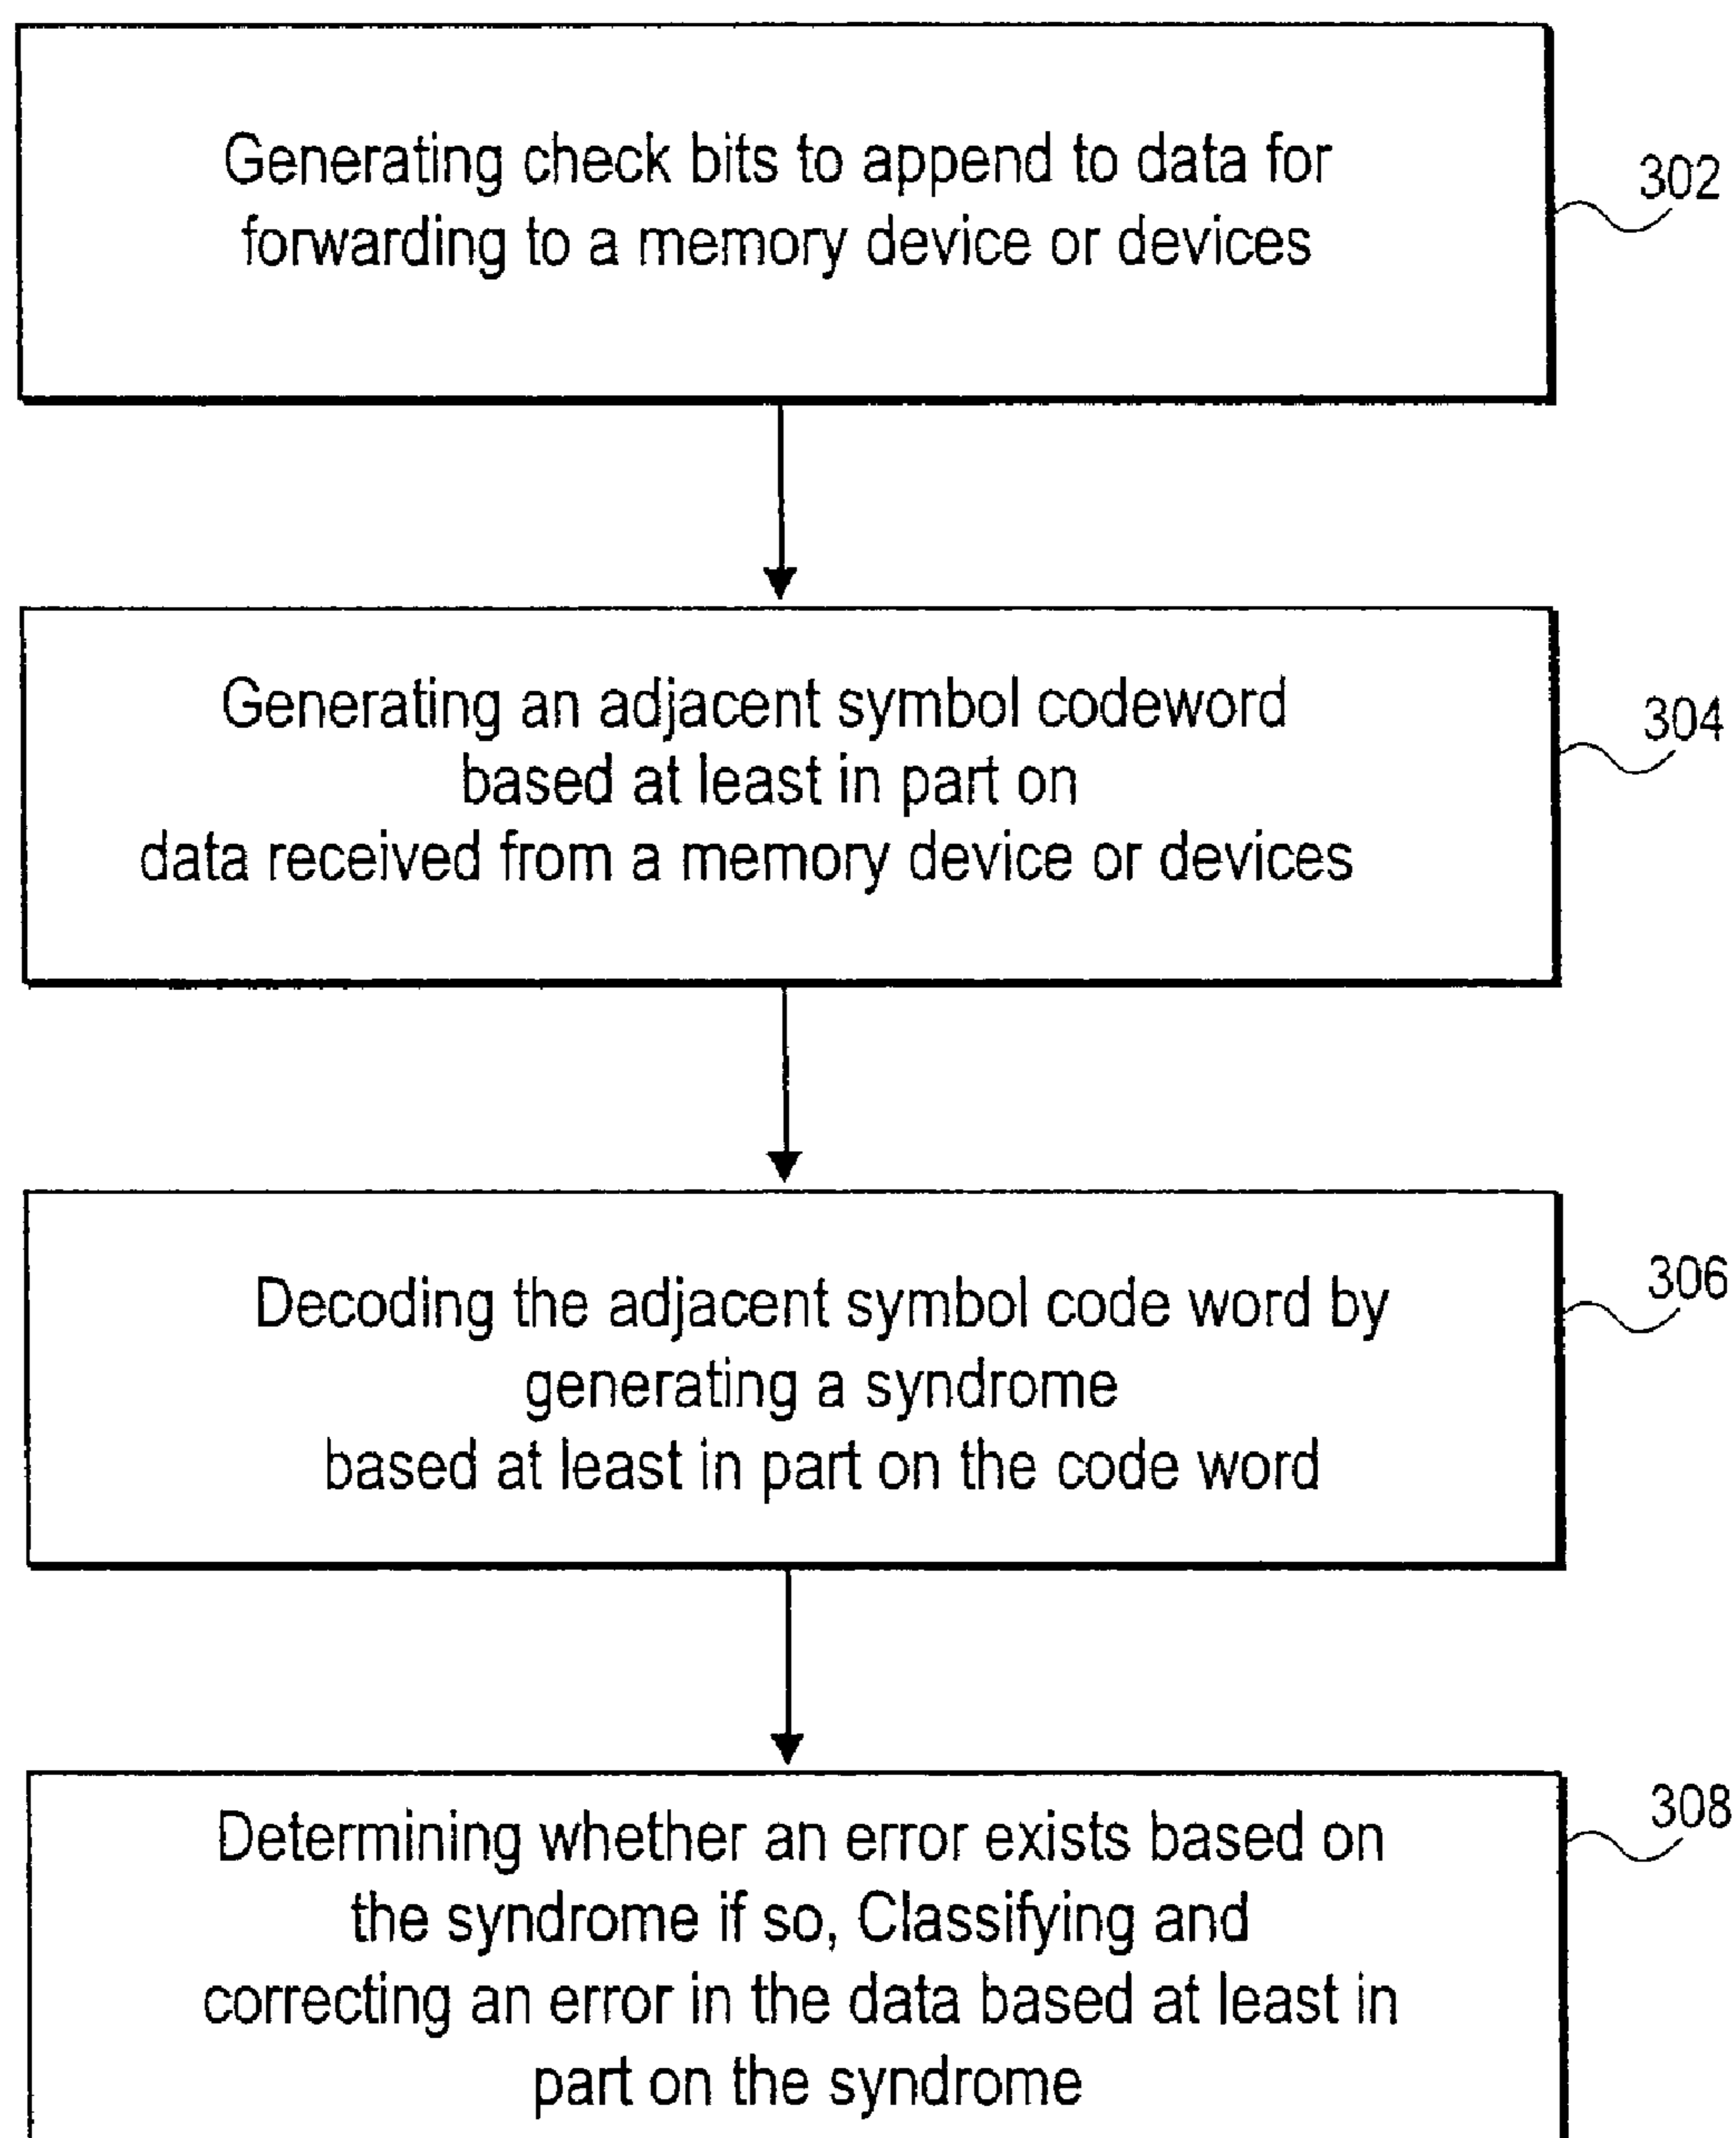 Generating check bits to append to data for
forwarding to a memory device or devices
302
Generating an adjacent symbol codeword
based at least in part on
data received from a memory device or devices
304
Decoding the adjacent symbol code word by
generating a syndrome
based at least in part on the code word
306
Determining whether an error exists based on
the syndrome if so, Classifying and
correcting an error in the data based at least in
part on the syndrome
308